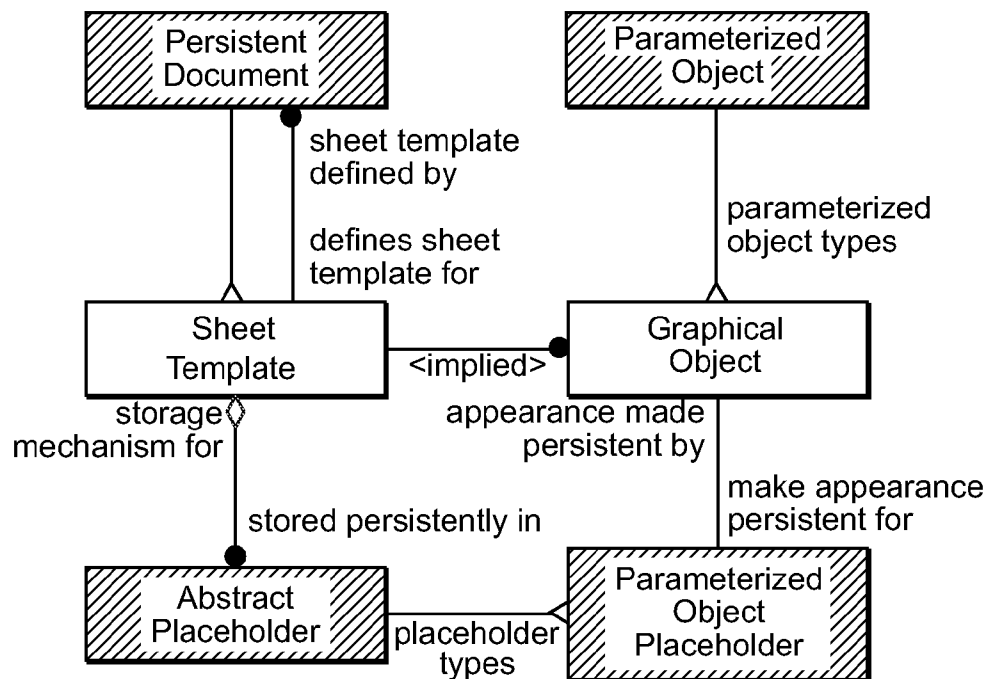 Persistent
Document
Parameterized
Object
sheet template
defined by
defines sheet
template for
parameterized
object types
Sheet
Template
<implied>
Graphical
Object
storage
mechanism for
appearance made
persistent by
make appearance
persistent for
stored persistently in
Abstract
Placeholder
placeholder
types
Parameterized
Object
Placeholder